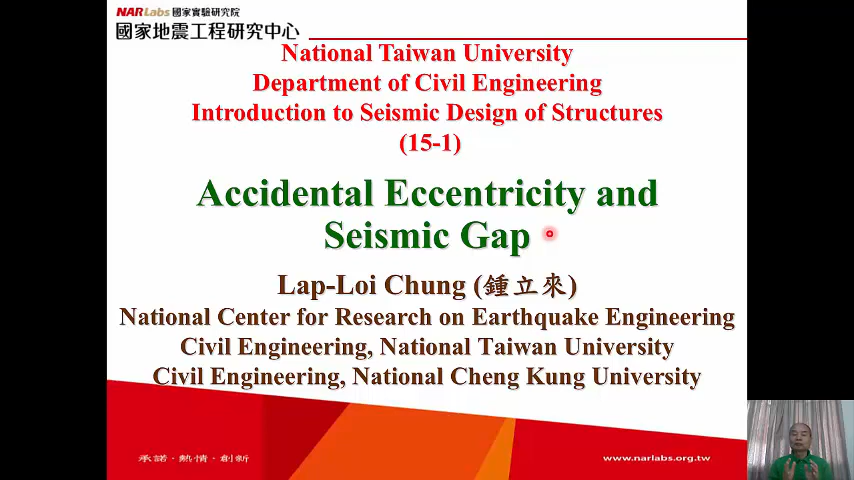 NARLabs 國家實驗研究院
國家地震工程研究中心
National Taiwan University
Department of Civil Engineering
Introduction to Seismic Design of Structures
(15-1)
Accidental Eccentricity and
Seismic Gap
Lap-Loi Chung (鍾立來)
National Center for Research on Earthquake Engineering
Civil Engineering, National Taiwan University
Civil Engineering, National Cheng Kung University
承諾 · 熱情 · 創新
www.narlabs.org.tw